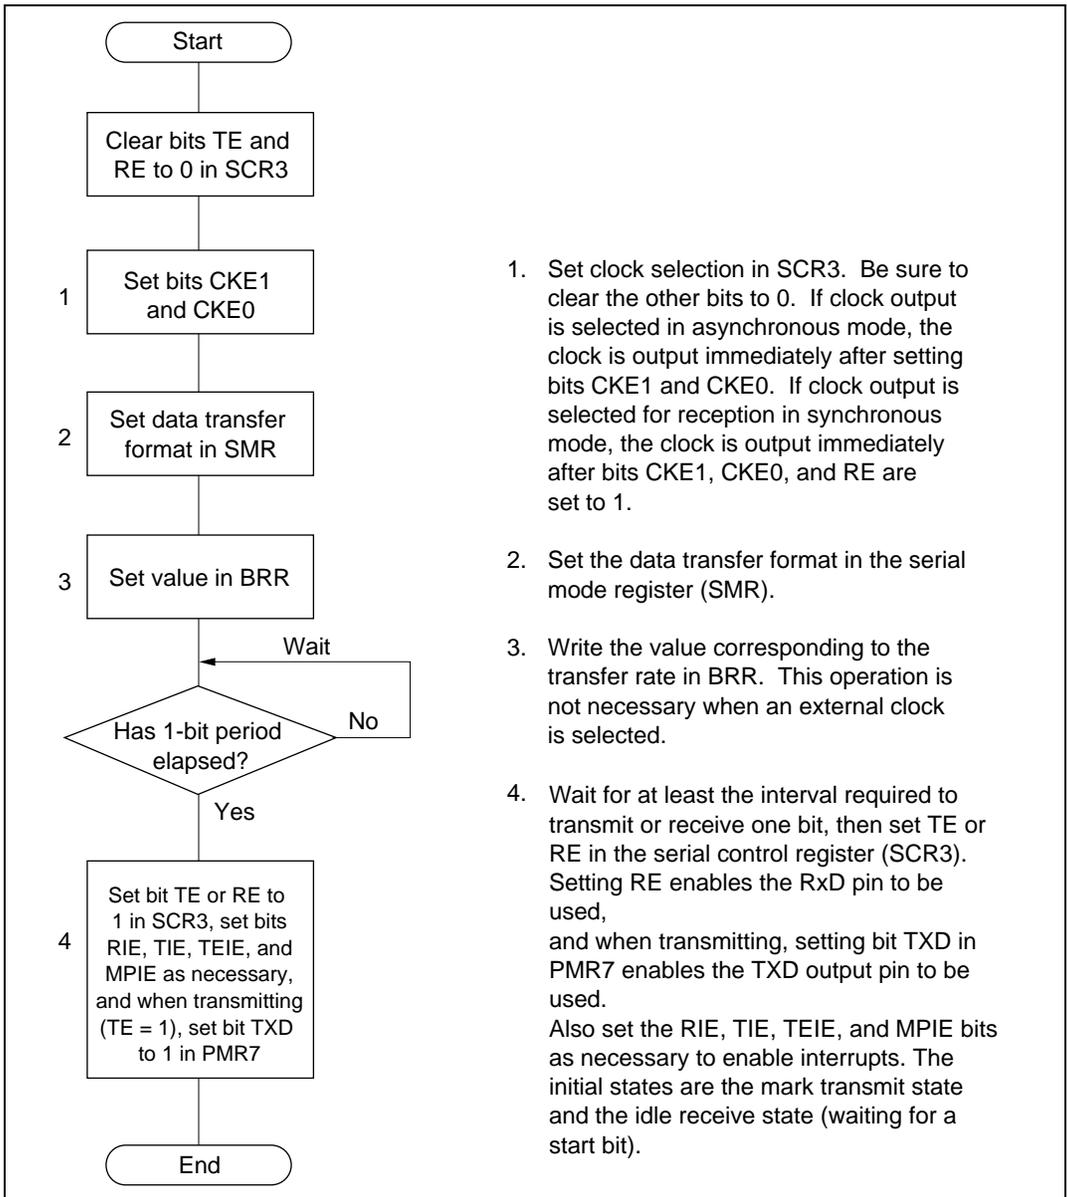 Start
Clear bits TE and
RE to 0 in SCR3
1
Set bits CKE1
and CKE0
2
Set data transfer
format in SMR
3
Set value in BRR
Wait
Has 1-bit period
elapsed?
No
Yes
4
Set bit TE or RE to
1 in SCR3, set bits
RIE, TIE, TEIE, and
MPIE as necessary,
and when transmitting
(TE = 1), set bit TXD
to 1 in PMR7
End
1. Set clock selection in SCR3. Be sure to
clear the other bits to 0. If clock output
is selected in asynchronous mode, the
clock is output immediately after setting
bits CKE1 and CKE0. If clock output is
selected for reception in synchronous
mode, the clock is output immediately
after bits CKE1, CKE0, and RE are
set to 1.
2. Set the data transfer format in the serial
mode register (SMR).
3. Write the value corresponding to the
transfer rate in BRR. This operation is
not necessary when an external clock
is selected.
4. Wait for at least the interval required to
transmit or receive one bit, then set TE or
RE in the serial control register (SCR3).
Setting RE enables the RxD pin to be
used,
and when transmitting, setting bit TXD in
PMR7 enables the TXD output pin to be
used.
Also set the RIE, TIE, TEIE, and MPIE bits
as necessary to enable interrupts. The
initial states are the mark transmit state
and the idle receive state (waiting for a
start bit).